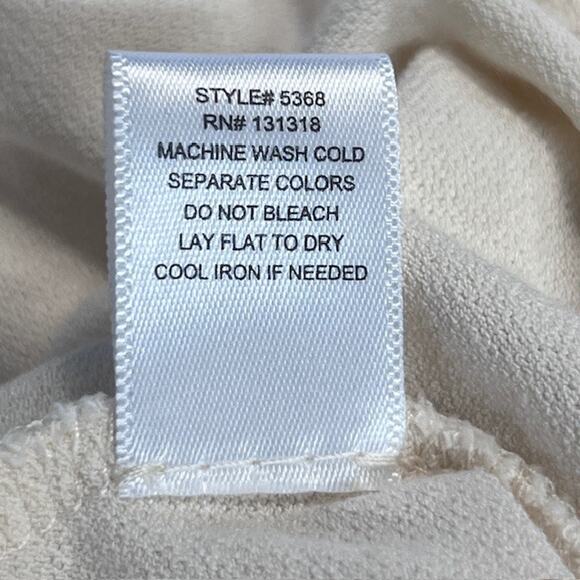 STYLE# 5368
RN# 131318
MACHINE WASH COLD
SEPARATE COLORS
DO NOT BLEACH
LAY FLAT TO DRY
COOL IRON IF NEEDED